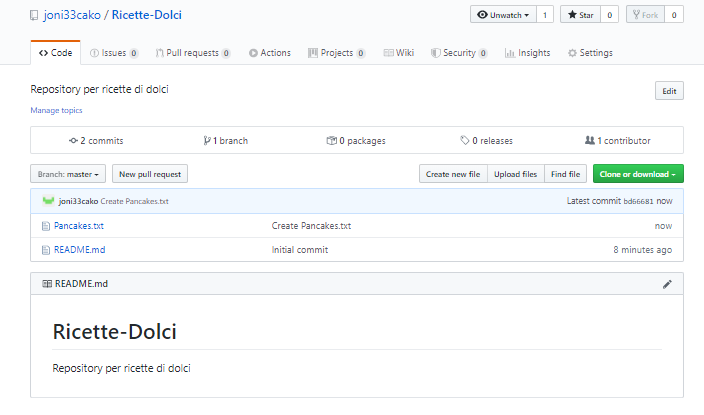 joni33cako / Ricette-Dolci
Unwatch 1 Star 0 Fork 0
Code Issues 0 Pull requests 0 Actions Projects 0 Wiki Security 0 Insights Settings
Repository per ricette di dolci Edit
Manage topics
2 commits 1 branch 0 packages 0 releases 1 contributor
Branch: master New pull request Create new file Upload files Find file Clone or download
joni33cako Create Pancakes.txt Latest commit bd66681 now
Pancakes.txt Create Pancakes.txt now
README.md Initial commit 8 minutes ago
README.md
Ricette-Dolci
Repository per ricette di dolci